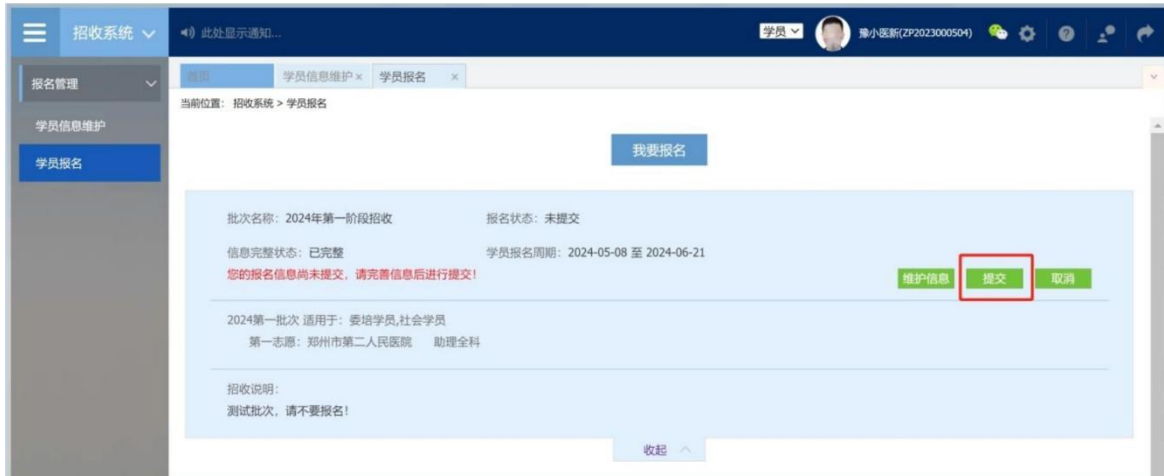 招收系统
此处显示通知...
学员
豫小医新(ZP2023000504)
报名管理
首页
学员信息维护×
学员报名 ×
当前位置: 招收系统 > 学员报名
学员信息维护
学员报名
我要报名
批次名称: 2024年第一阶段招收
报名状态: 未提交
信息完整状态: 已完整
学员报名周期: 2024-05-08 至 2024-06-21
您的报名信息尚未提交, 请完善信息后进行提交!
维护信息
提交
取消
2024第一批次 适用于: 委培学员,社会学员
第一志愿: 郑州市第二人民医院 助理全科
招收说明:
测试批次, 请不要报名!
收起